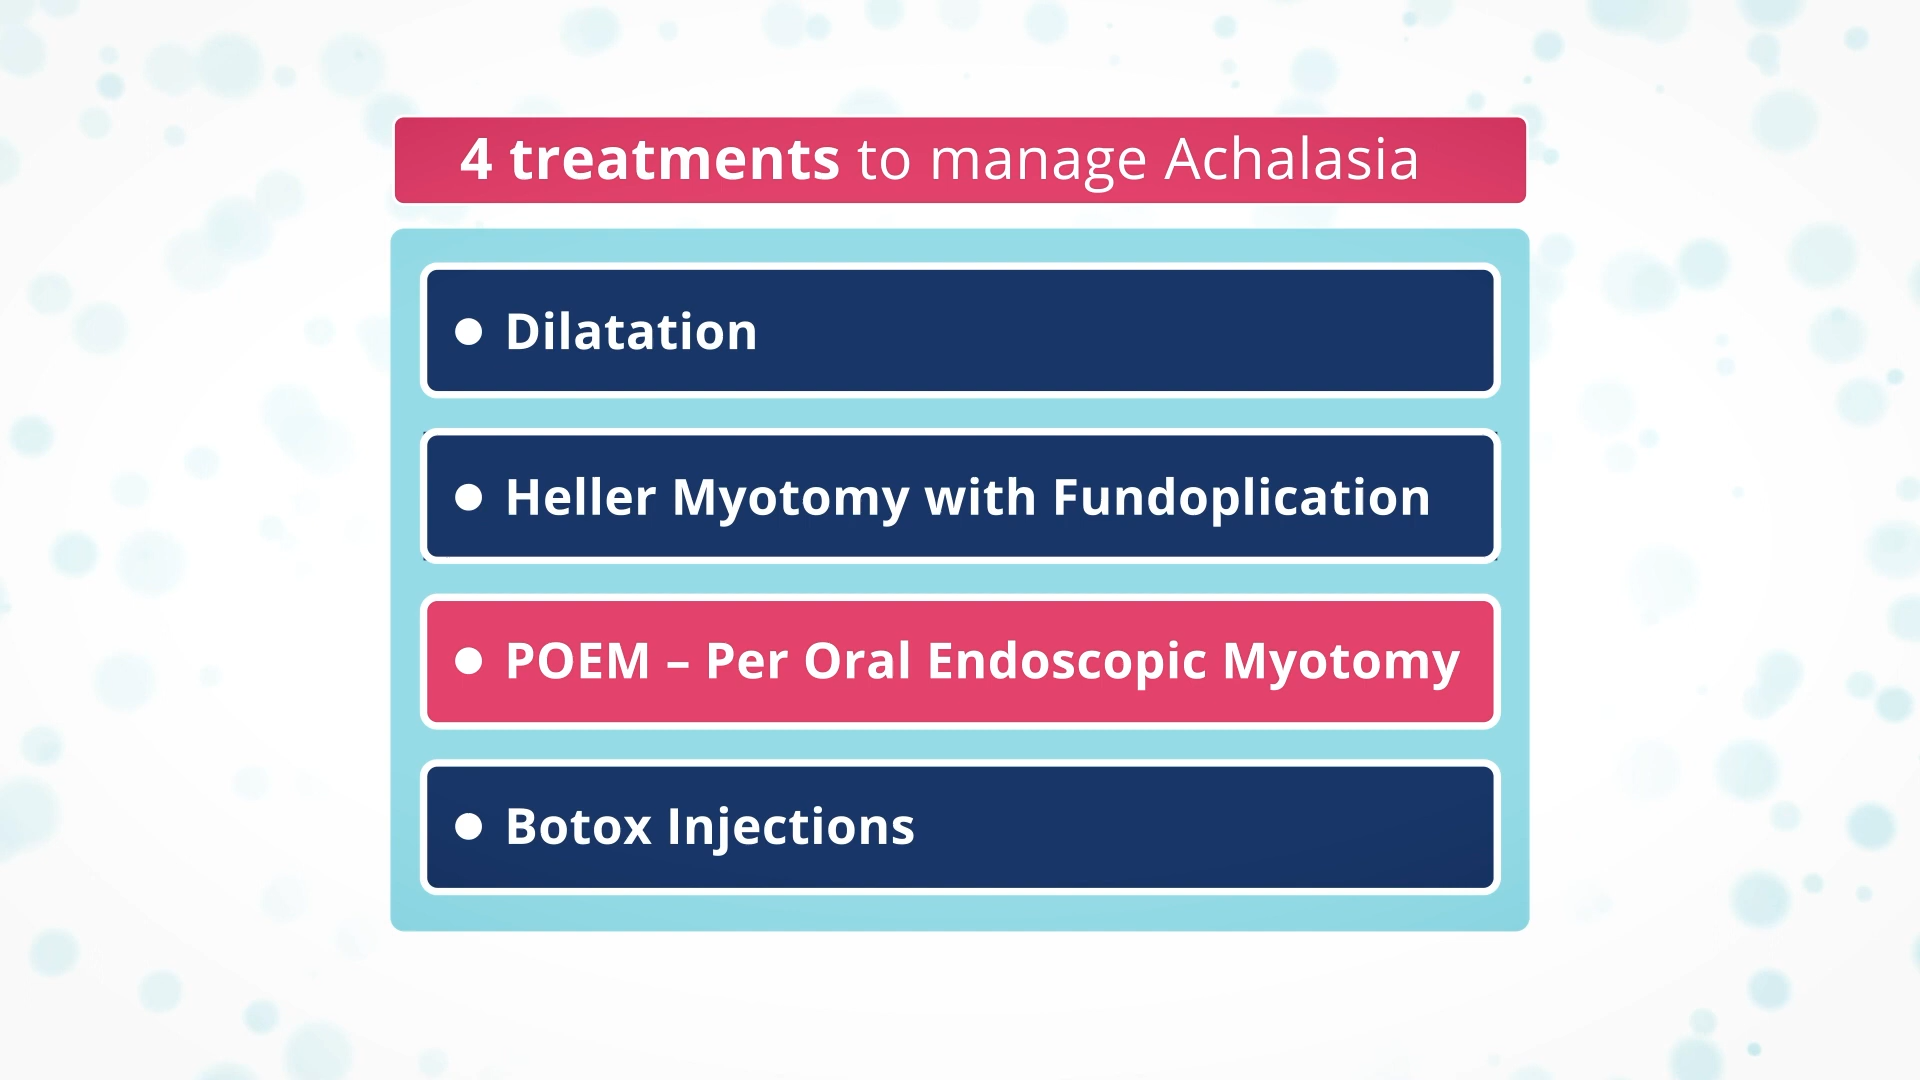 4 treatments to manage Achalasia
● Dilatation
● Heller Myotomy with Fundoplication
● POEM – Per Oral Endoscopic Myotomy
● Botox Injections